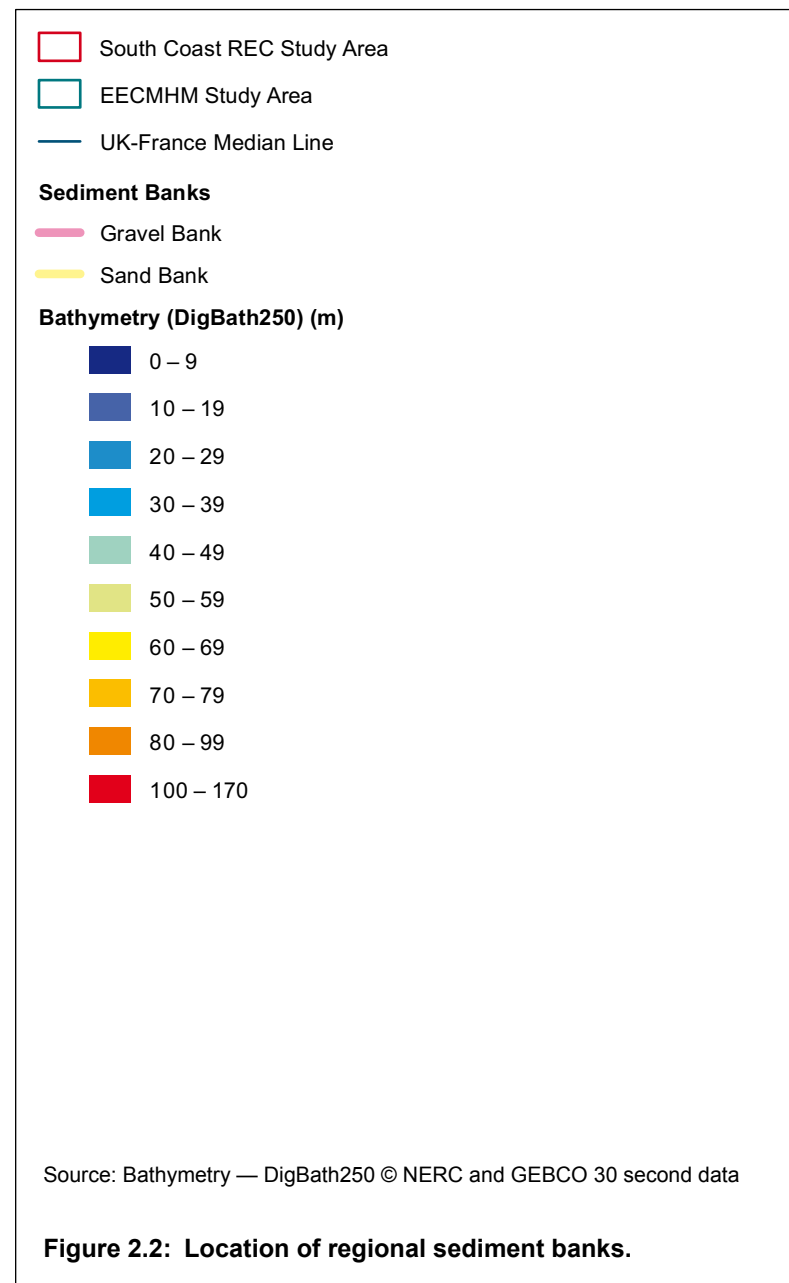 South Coast REC Study Area
EECMHM Study Area
UK-France Median Line
Sediment Banks
Gravel Bank
Sand Bank
Bathymetry (DigBath250) (m)
0 – 9
10 – 19
20 – 29
30 – 39
40 – 49
50 – 59
60 – 69
70 – 79
80 – 99
100 – 170
Source: Bathymetry — DigBath250 © NERC and GEBCO 30 second data
Figure 2.2: Location of regional sediment banks.